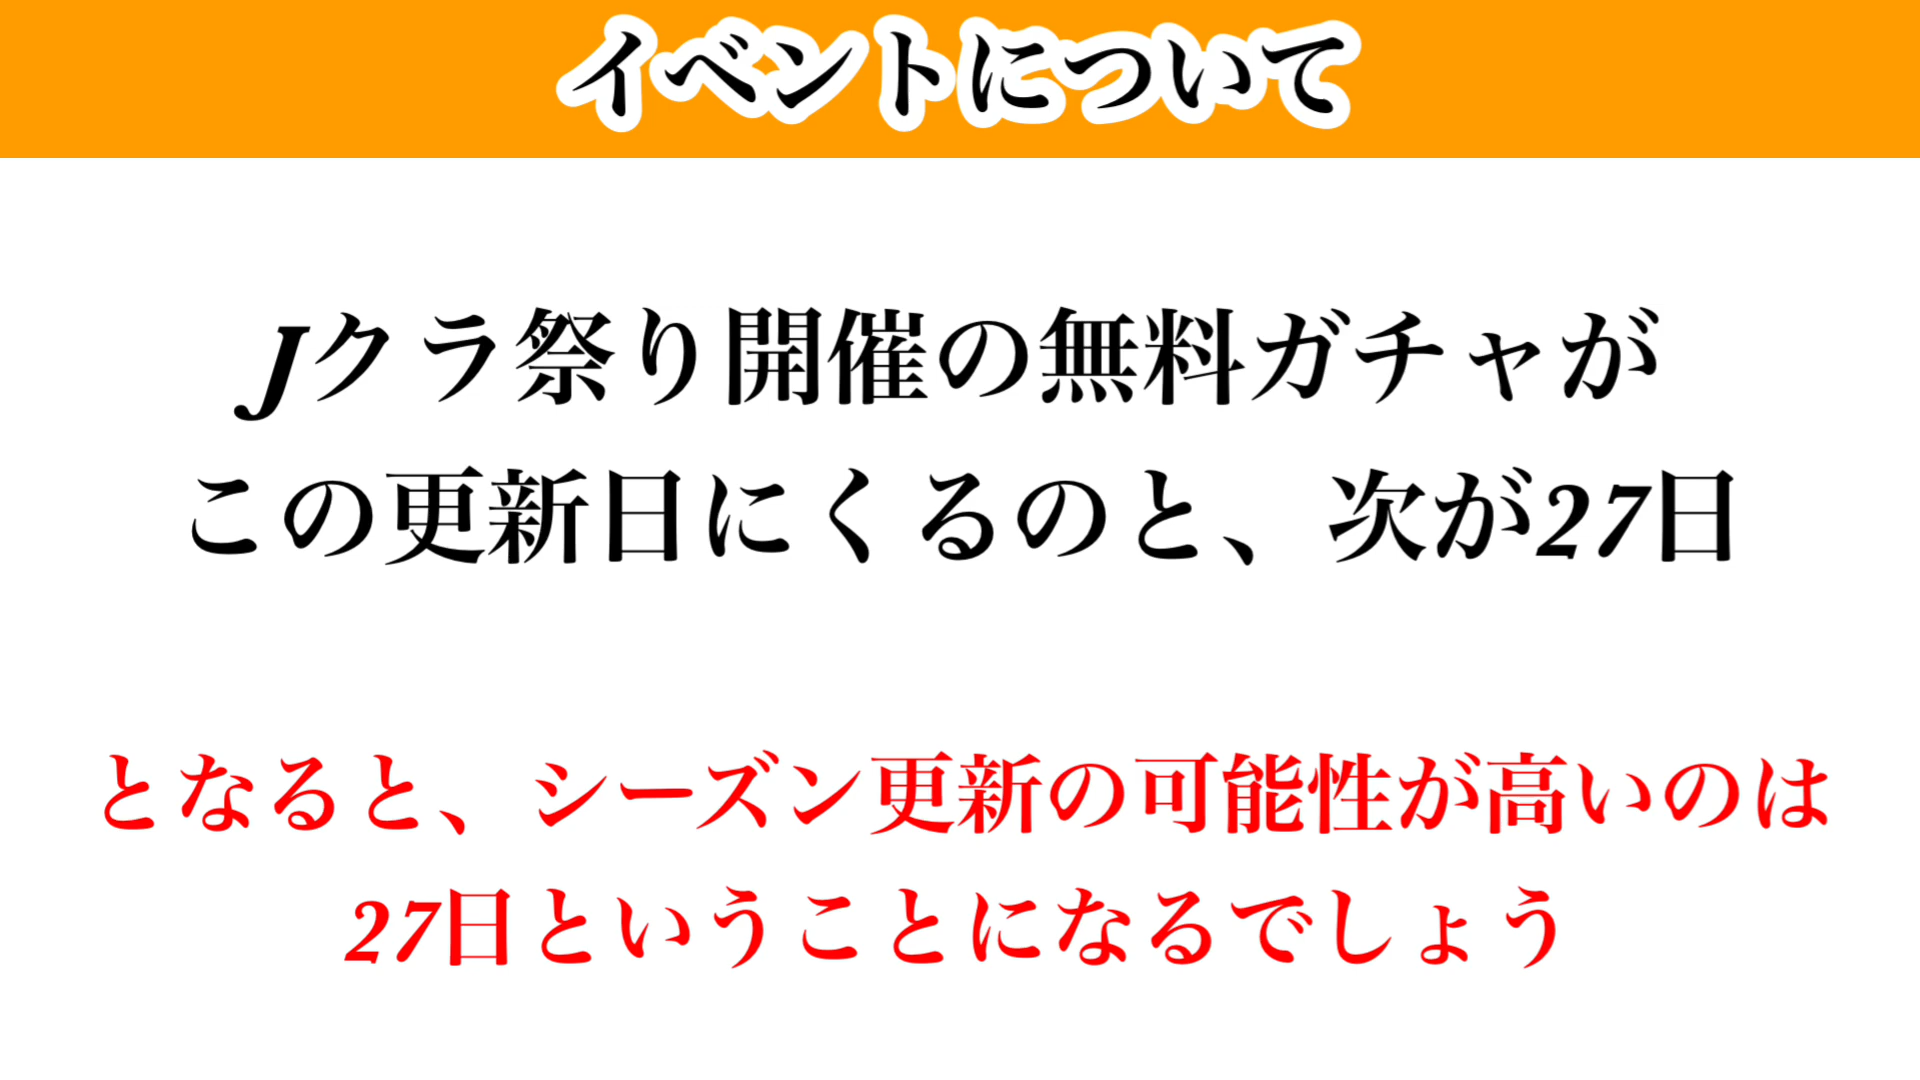 イベントについて
Jクラ祭り開催の無料ガチャが
この更新日にくるのと、次が27日
となると、シーズン更新の可能性が高いのは
27日ということになるでしょう